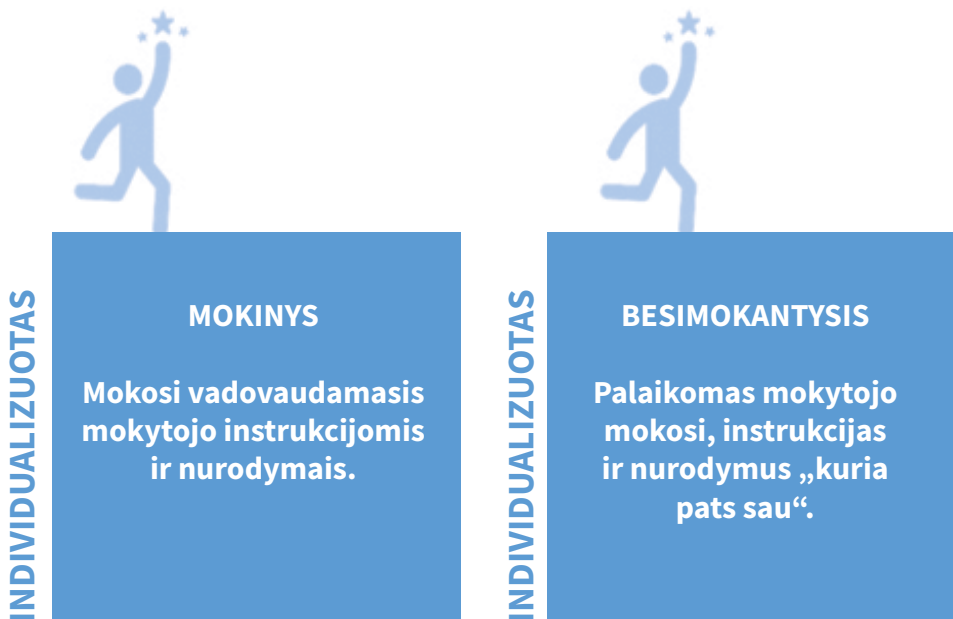 INDIVIDUALIZUOTAS
MOKINYS
Mokosi vadovaudamasis
mokytojo instrukcijomis
ir nurodymais.
INDIVIDUALIZUOTAS
BESIMOKANTYSIS
Palaikomas mokytojo
mokosi, instrukcijas
ir nurodymus „kuria
pats sau“.